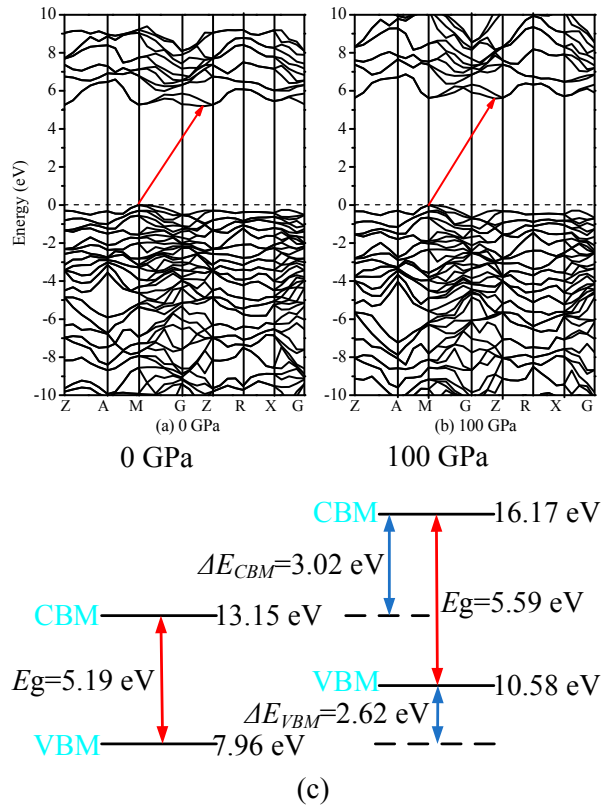 10
8
6
4
2
0
-2
-4
-6
-8
-10
Energy (eV)
Z A M G Z R X G
(a) 0 GPa
10
8
6
4
2
0
-2
-4
-6
-8
-10
Z A M G Z R X G
(b) 100 GPa
0 GPa 100 GPa
CBM 16.17 eV
ΔE_CBM=3.02 eV
CBM 13.15 eV
Eg=5.59 eV
Eg=5.19 eV
VBM 10.58 eV
ΔE_VBM=2.62 eV
VBM 7.96 eV
(c)